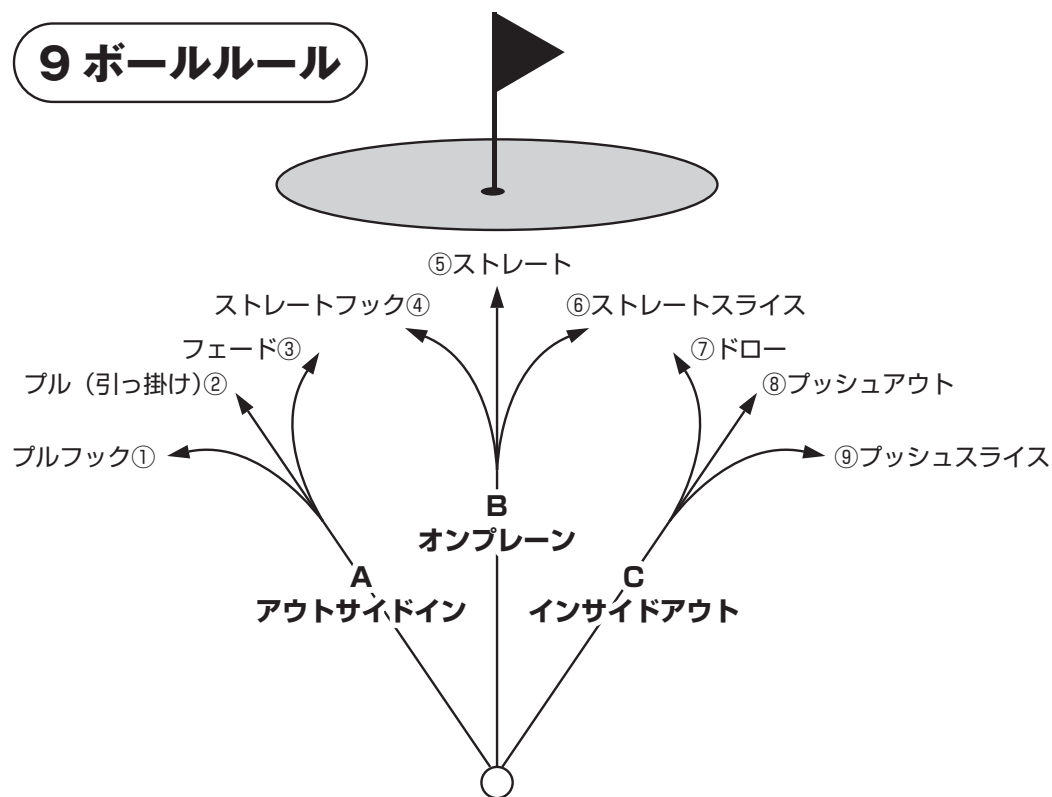 9 ボールルール
⑤ストレート
ストレートフック④
⑥ストレートスライス
フェード③
⑦ドロー
プル（引っ掛け）②
⑧プッシュアウト
プルフック①
⑨プッシュスライス
B
オンプレーン
A
アウトサイドイン
C
インサイドアウト